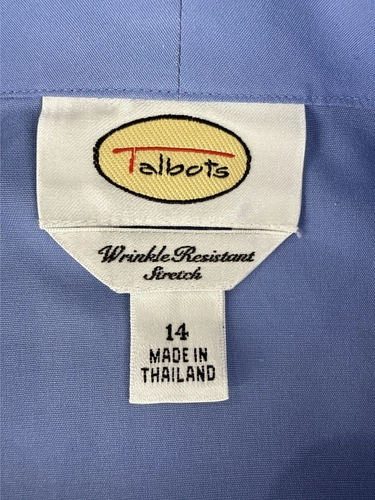 Talbots
Wrinkle Resistant
Stretch
14
MADE IN
THAILAND